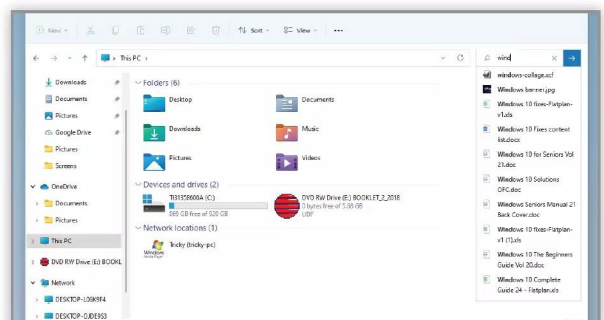 New
Sort
View
This PC
wind
Downloads
Documents
Pictures
Google Drive
Pictures
Screens
OneDrive
Documents
Pictures
This PC
DVD RW Drive (E:) BOOKL
Network
DESKTOP-L06K9F4
DESKTOP-OJDE953
Folders (6)
Desktop
Documents
Downloads
Music
Pictures
Videos
Devices and drives (2)
TI31358600A (C:)
869 GB free of 920 GB
DVD RW Drive (E:) BOOKLET_2_2018
0 bytes free of 5.68 GB
UDF
Network locations (1)
Tricky (tricky-pc)
windows-collage.xcf
Windows banner.jpg
Windows 10 fixes-Flatplan-
v1.xls
Windows 10 Fixes content
list.docx
Windows 10 for Seniors Vol
21.doc
Windows 10 Solutions
OFC.doc
Windows Seniors Manual 21
Back Cover.doc
Windows 10 fixes-Flatplan-
v1 (1).xls
Windows 10 The Beginners
Guide Vol 20.doc
Windows 10 Complete
Guide 24 - Flatplan.xls